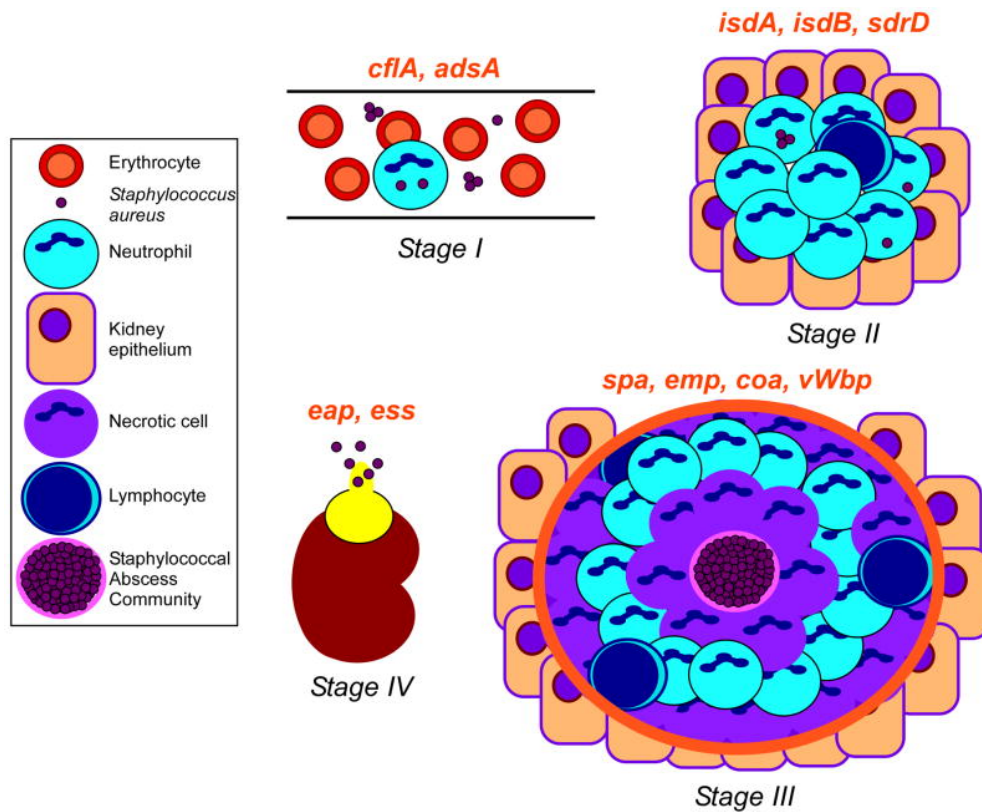 cflA, adsA
Stage I
isdA, isdB, sdrD
Stage II
Erythrocyte
Staphylococcus
aureus
Neutrophil
Kidney
epithelium
Necrotic cell
Lymphocyte
Staphylococcal
Abscess
Community
eap, ess
Stage IV
spa, emp, coa, vWbp
Stage III